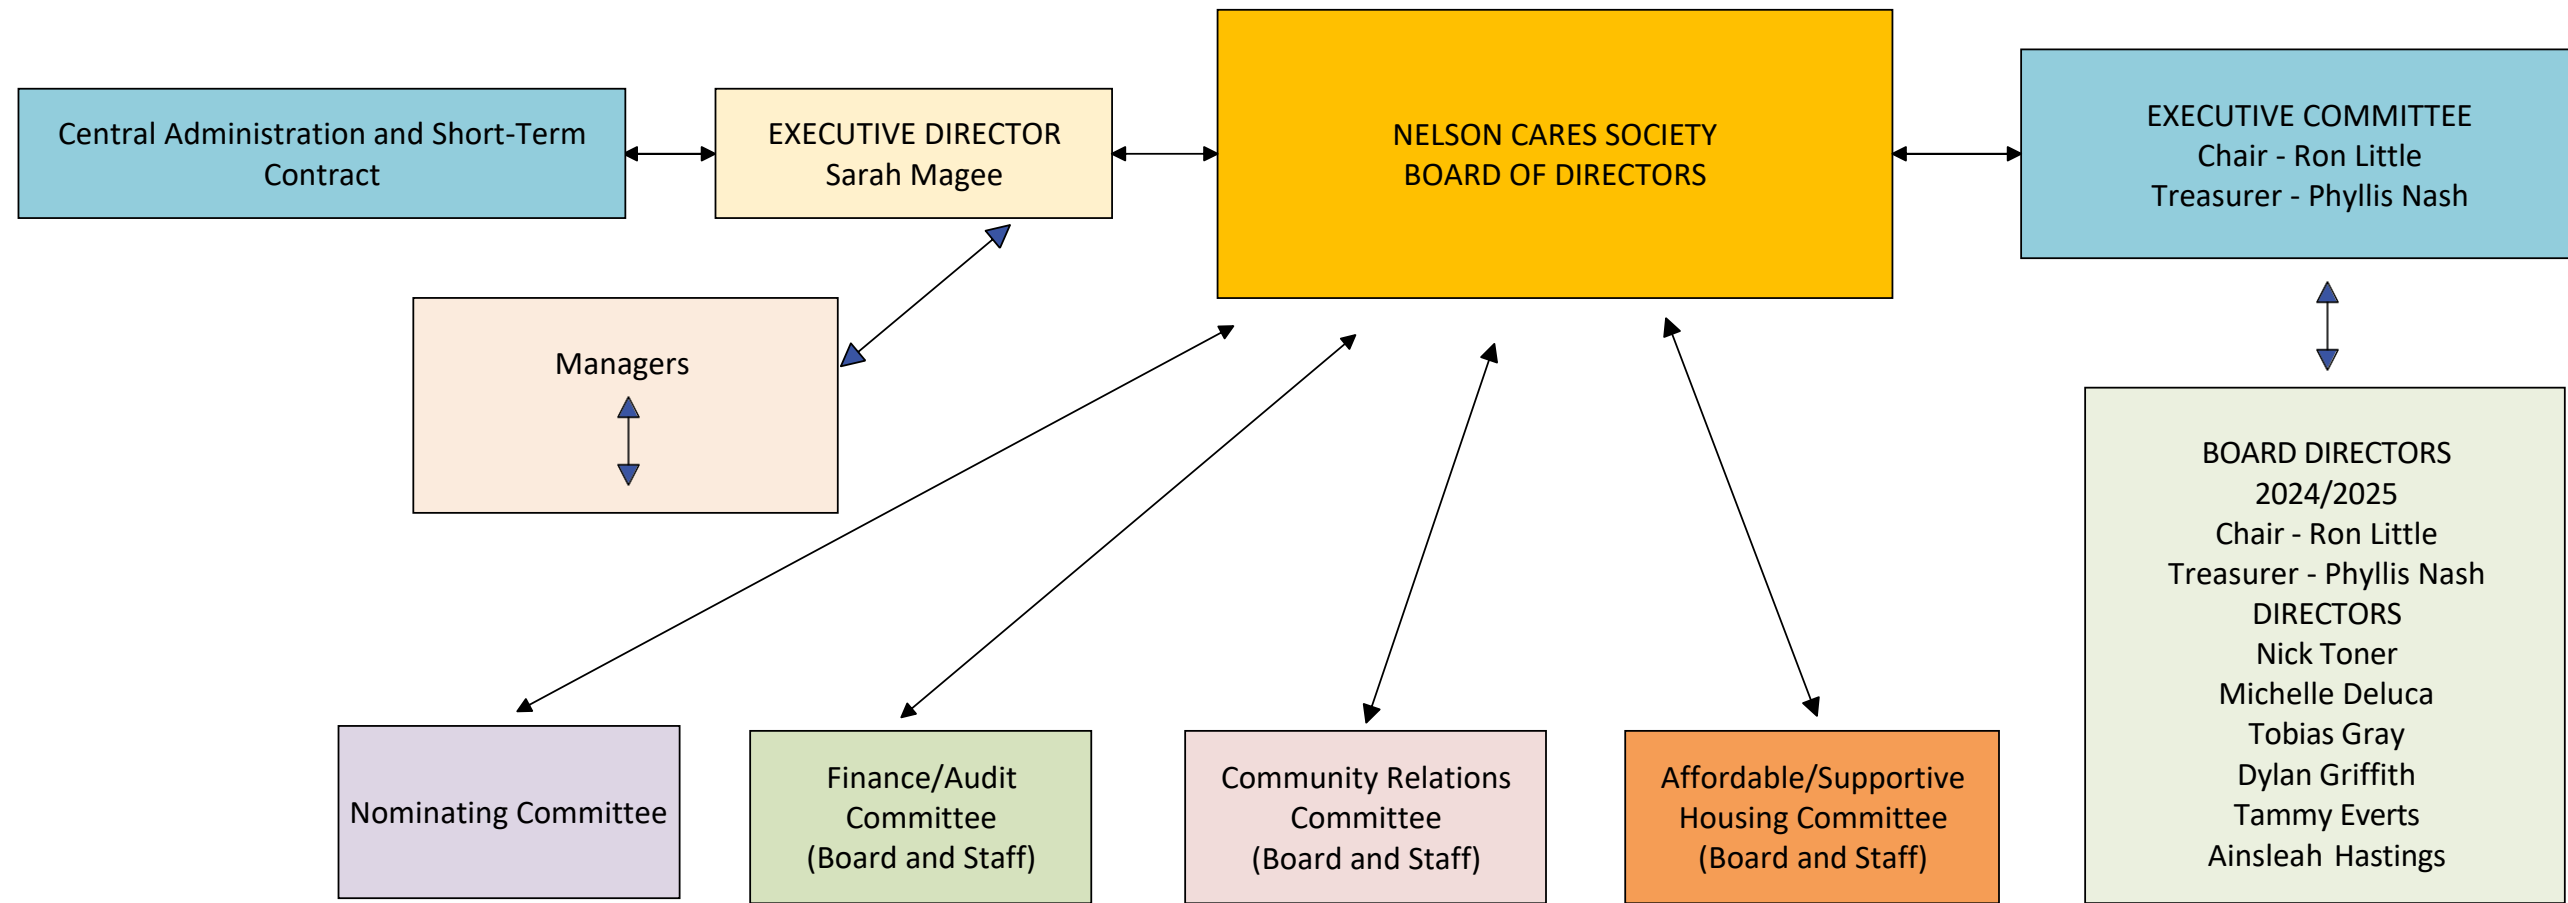 Central Administration and Short-Term
Contract
EXECUTIVE DIRECTOR
Sarah Magee
NELSON CARES SOCIETY
BOARD OF DIRECTORS
EXECUTIVE COMMITTEE
Chair - Ron Little
Treasurer - Phyllis Nash
Managers
BOARD DIRECTORS
2024/2025
Chair - Ron Little
Treasurer - Phyllis Nash
DIRECTORS
Nick Toner
Michelle Deluca
Tobias Gray
Dylan Griffith
Tammy Everts
Ainsleah Hastings
Nominating Committee
Finance/Audit
Committee
(Board and Staff)
Community Relations
Committee
(Board and Staff)
Affordable/Supportive
Housing Committee
(Board and Staff)